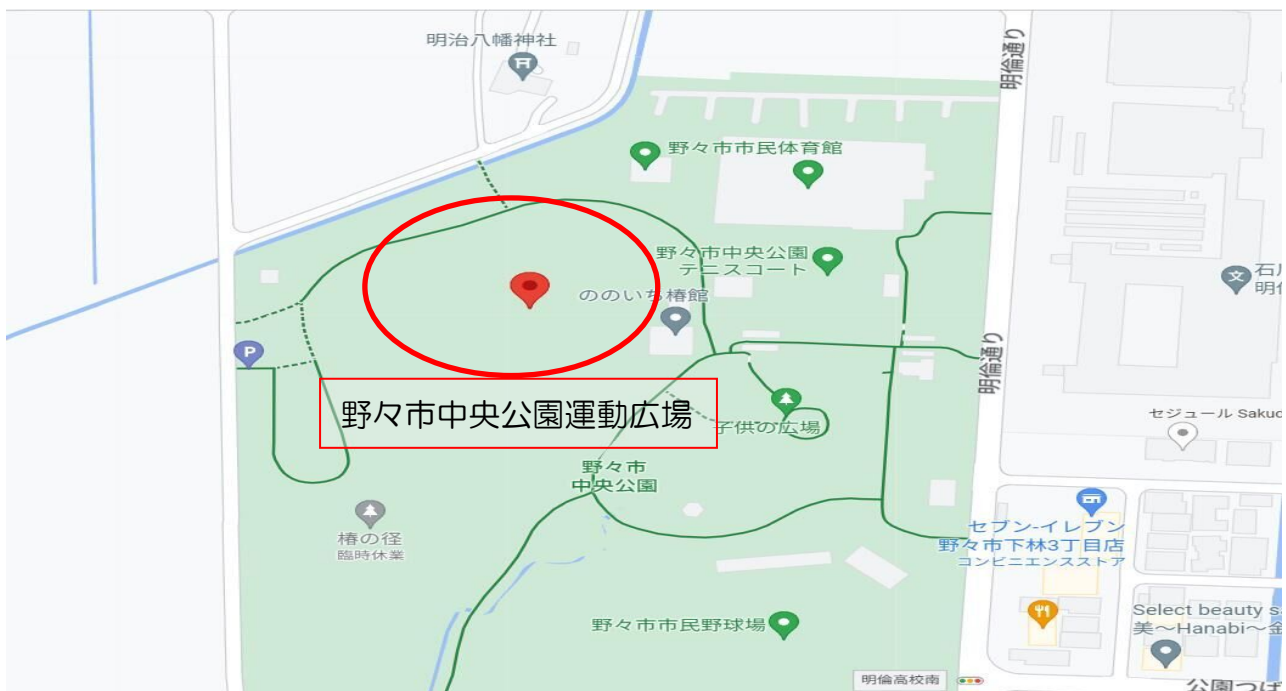 明治八幡神社
明倫通り
野々市市民体育館
野々市中央公園
テニスコート
ののいち椿館
石川
明倫
P
明倫通り
野々市中央公園運動広場
子供の広場
セジュール Sakuo
野々市
中央公園
椿の径
臨時休業
セブン-イレブン
野々市下林3丁目店
コンビニエンスストア
Select beauty s
美～Hanabi～金
野々市市民野球場
明倫高校南
公園つば